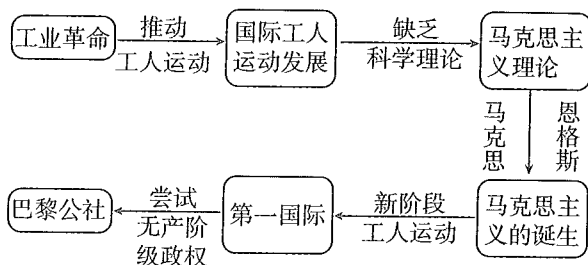 工业革命
推动
工人运动
国际工人
运动发展
缺乏
科学理论
马克思主
义理论
马克思
恩格斯
马克思主
义的诞生
新阶段
工人运动
第一国际
尝试
无产阶
级政权
巴黎公社